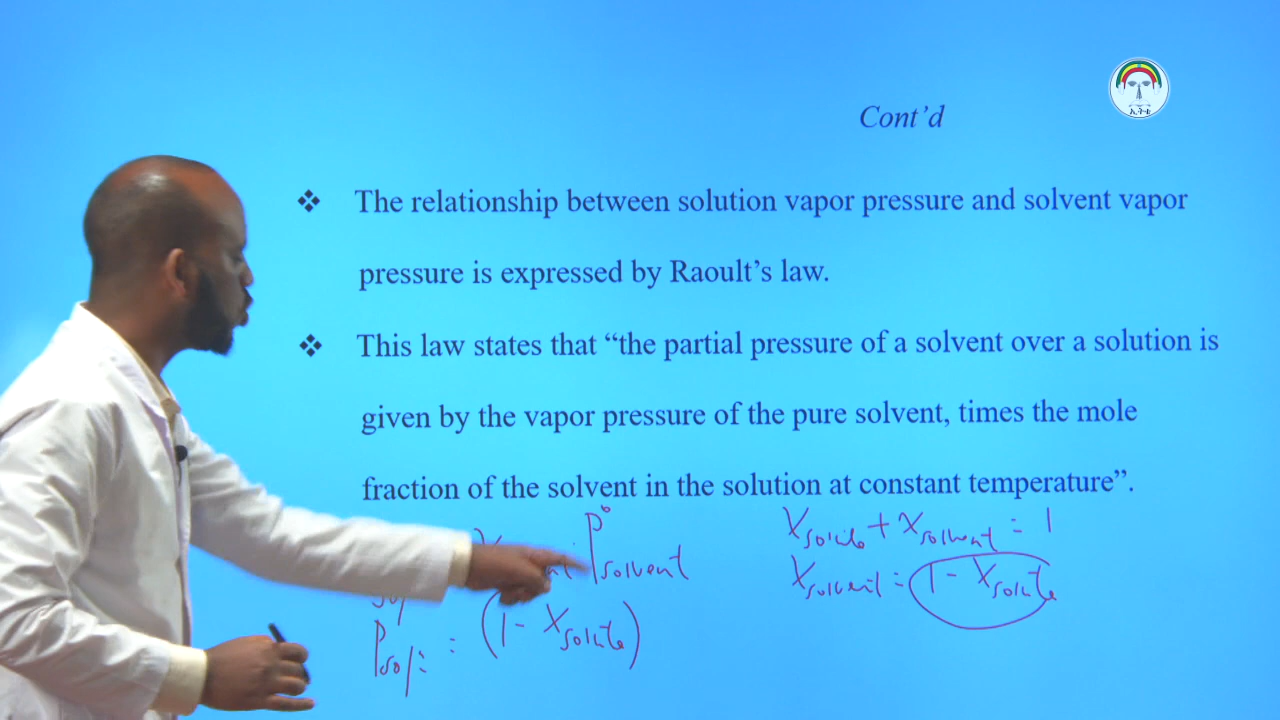 Cont’d
አትቴ
❖ The relationship between solution vapor pressure and solvent vapor
pressure is expressed by Raoult’s law.
❖ This law states that “the partial pressure of a solvent over a solution is
given by the vapor pressure of the pure solvent, times the mole
fraction of the solvent in the solution at constant temperature”.
P° solvent
Psoln = (1 - Xsolute)
Xsolute + Xsolvent = 1
Xsolvent = 1 - Xsolute